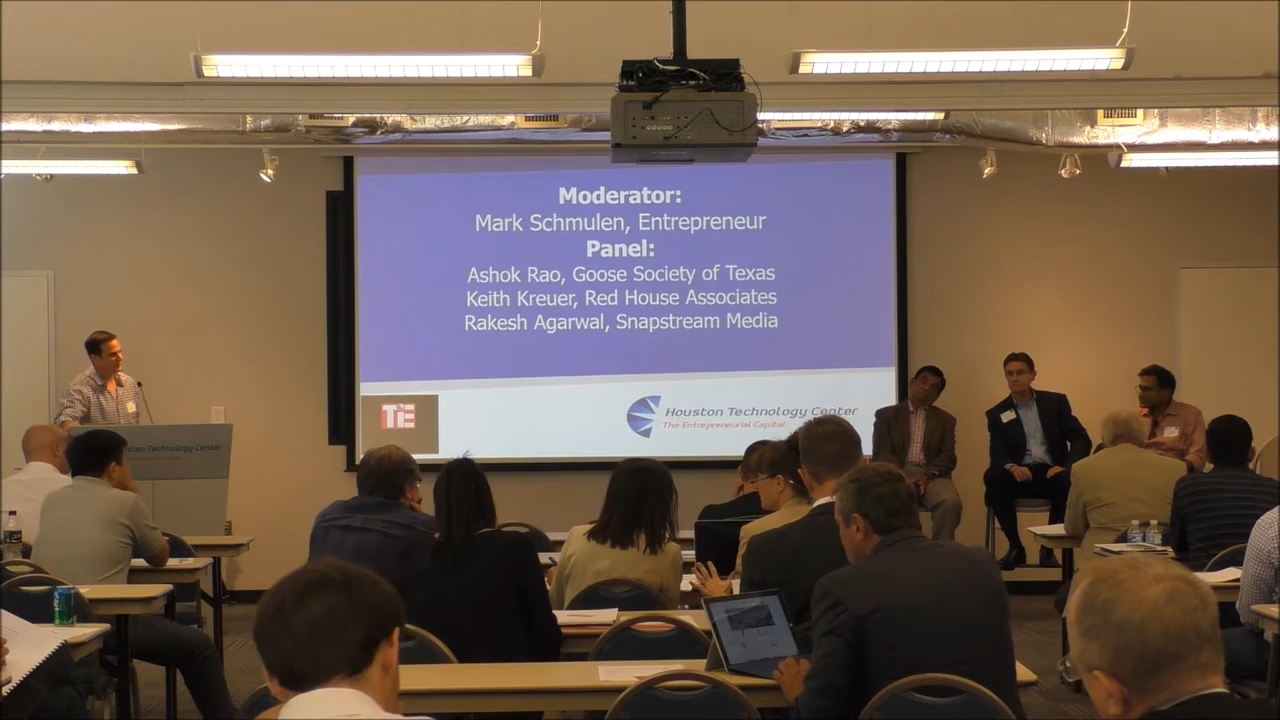 Moderator:
Mark Schmulen, Entrepreneur
Panel:
Ashok Rao, Goose Society of Texas
Keith Kreuer, Red House Associates
Rakesh Agarwal, Snapstream Media
TiE
Houston Technology Center
The Entrepreneurial Capital
Houston Technology Center